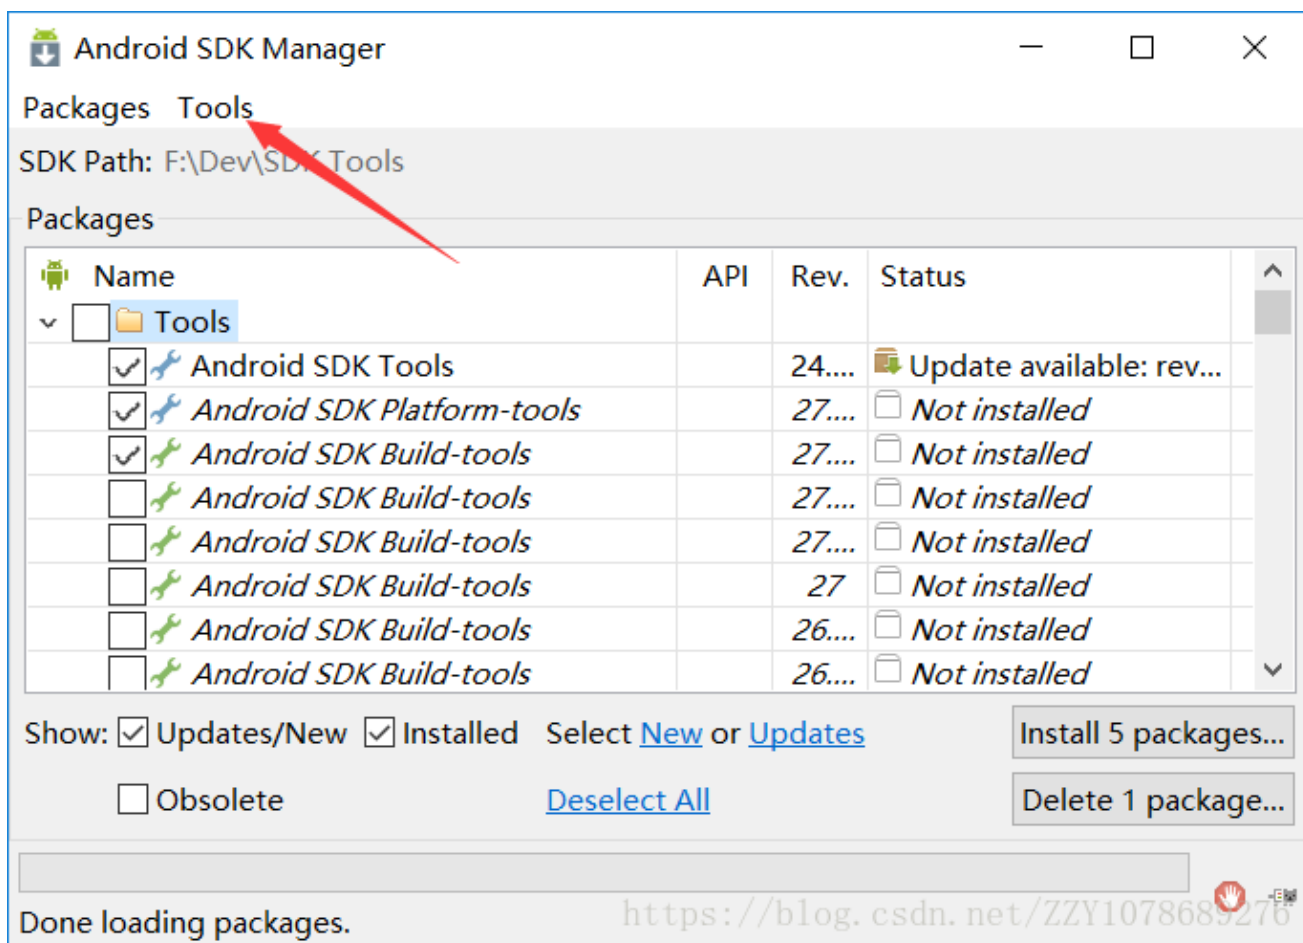 Android SDK Manager
Packages Tools
SDK Path: F:\Dev\SDK Tools
Packages
Name API Rev. Status
Tools
Android SDK Tools 24.... Update available: rev...
Android SDK Platform-tools 27.... Not installed
Android SDK Build-tools 27.... Not installed
Android SDK Build-tools 27.... Not installed
Android SDK Build-tools 27.... Not installed
Android SDK Build-tools 27 Not installed
Android SDK Build-tools 26.... Not installed
Android SDK Build-tools 26.... Not installed
Show: Updates/New Installed Select New or Updates Install 5 packages...
Obsolete Deselect All Delete 1 package...
Done loading packages.
https://blog.csdn.net/ZZY1078689276